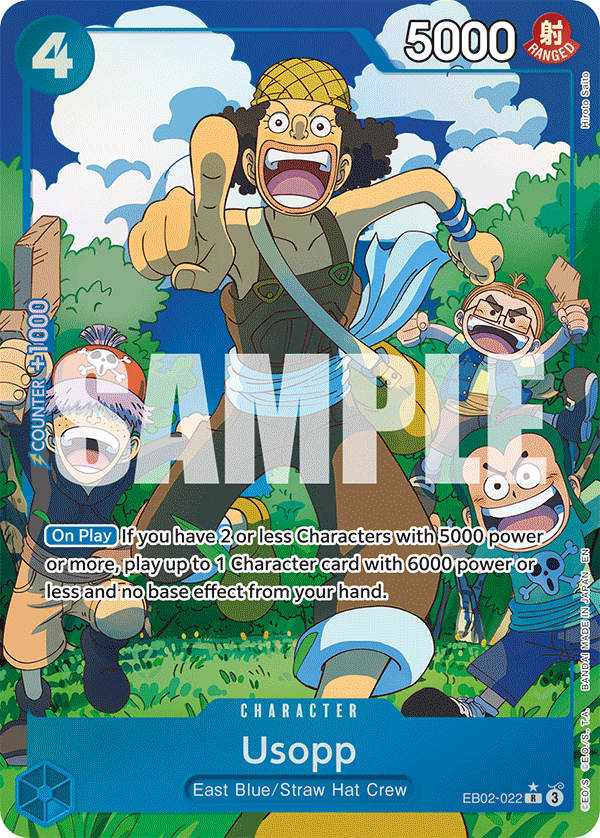 4
5000
射
RANGED
Hiroto Saito
COUNTER +1000
SAMPLE
On Play If you have 2 or less Characters with 5000 power
or more, play up to 1 Character card with 6000 power or
less and no base effect from your hand.
©EO/S ©E.O./S., T.A. BANDAI MADE IN JAPAN EN
CHARACTER
Usopp
East Blue/Straw Hat Crew
EB02-022 R 3